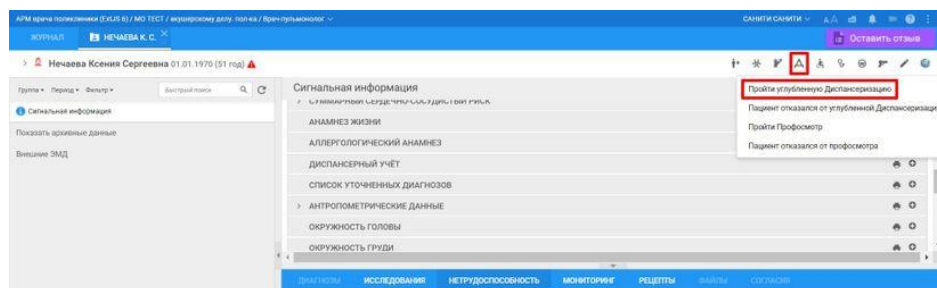 АРМ врача поликлиники (ExtJS 6) / МО ТЕСТ / акушерскому делу. пол-ка / Врач-пульмонолог
САНИТИ САНИТИ
ЖУРНАЛ
НЕЧАЕВА К. С.
Оставить отзыв
Нечаева Ксения Сергеевна 01.01.1970 (51 год)
Группа Период Фильтр Быстрый поиск
Сигнальная информация
Показать архивные данные
Внешние ЭМД
Сигнальная информация
СУММАРНЫЙ СЕРДЕЧНО-СОСУДИСТЫЙ РИСК
АНАМНЕЗ ЖИЗНИ
АЛЛЕРГОЛОГИЧЕСКИЙ АНАМНЕЗ
ДИСПАНСЕРНЫЙ УЧЁТ
СПИСОК УТОЧНЕННЫХ ДИАГНОЗОВ
АНТРОПОМЕТРИЧЕСКИЕ ДАННЫЕ
ОКРУЖНОСТЬ ГОЛОВЫ
ОКРУЖНОСТЬ ГРУДИ
Пройти углубленную Диспансеризацию
Пациент отказался от углубленной Диспансеризаци
Пройти Профосмотр
Пациент отказался от профосмотра
ДИАГНОЗЫ ИССЛЕДОВАНИЯ НЕТРУДОСПОСОБНОСТЬ МОНИТОРИНГ РЕЦЕПТЫ ФАЙЛЫ СОГЛАСИЯ